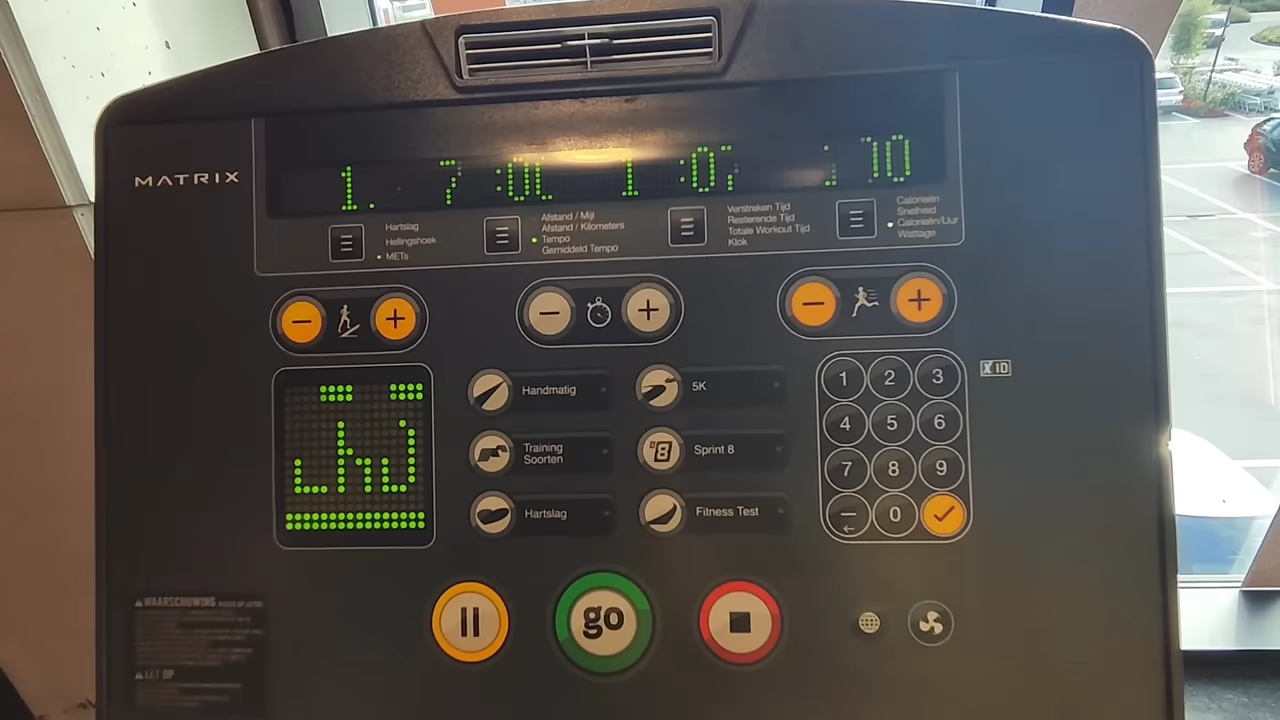 MATRIX
Hartslag
Hellingshoek
METs
Afstand / Mijl
Afstand / Kilometers
Tempo
Gemiddeld Tempo
Verstreken Tijd
Resterende Tijd
Totale Workout Tijd
Klok
Calorieën
Snelheid
Calorieën/Uur
Wattage
Handmatig
5K
Training
Soorten
Sprint 8
Hartslag
Fitness Test
1 2 3
4 5 6
7 8 9
0
XID
go
WAARSCHUWING
LET OP